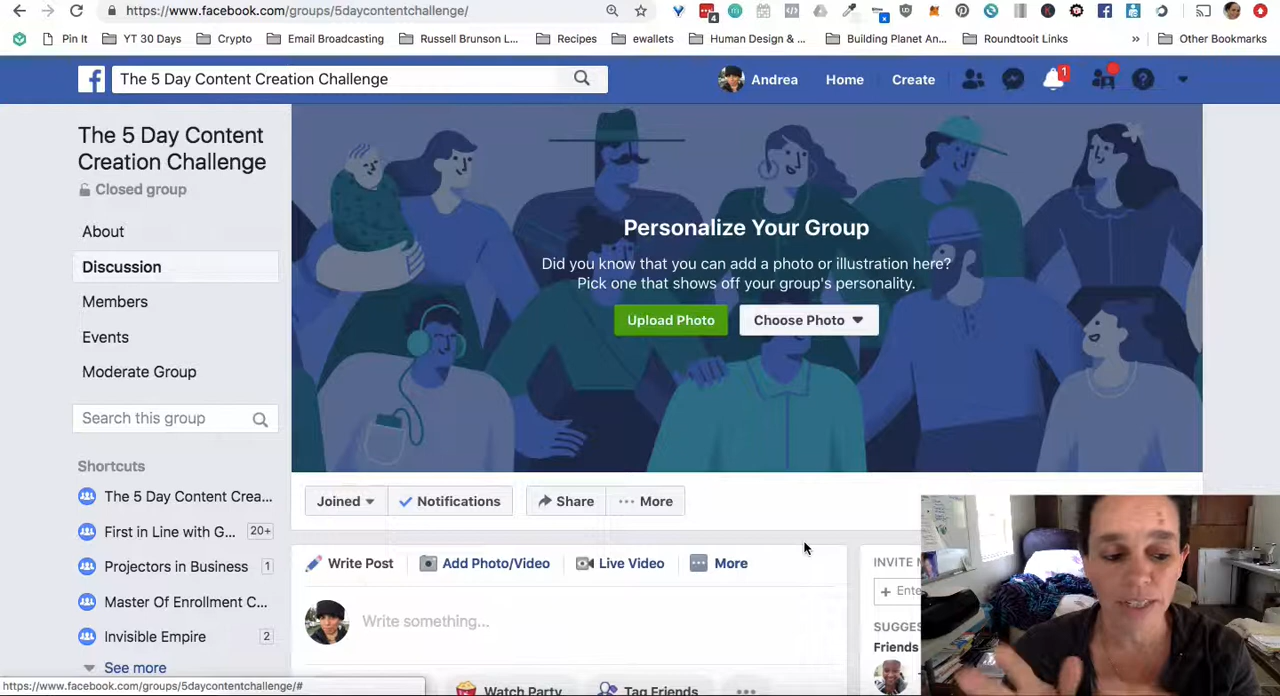 https://www.facebook.com/groups/5daycontentchallenge/
4
Pin It YT 30 Days Crypto Email Broadcasting Russell Brunson L... Recipes ewallets Human Design & ... Building Planet An... Roundtooit Links » Other Bookmarks
The 5 Day Content Creation Challenge
Andrea Home Create 1
The 5 Day Content
Creation Challenge
Closed group
About
Discussion
Members
Events
Moderate Group
Search this group
Shortcuts
The 5 Day Content Crea...
First in Line with G... 20+
Projectors in Business 1
Master Of Enrollment C...
Invisible Empire 2
See more
Personalize Your Group
Did you know that you can add a photo or illustration here?
Pick one that shows off your group's personality.
Upload Photo Choose Photo
Joined Notifications Share More
Write Post Add Photo/Video Live Video More
Write something...
Watch Party Tag Friends
INVITE
+ Ente
SUGGES
Friends
https://www.facebook.com/groups/5daycontentchallenge/#